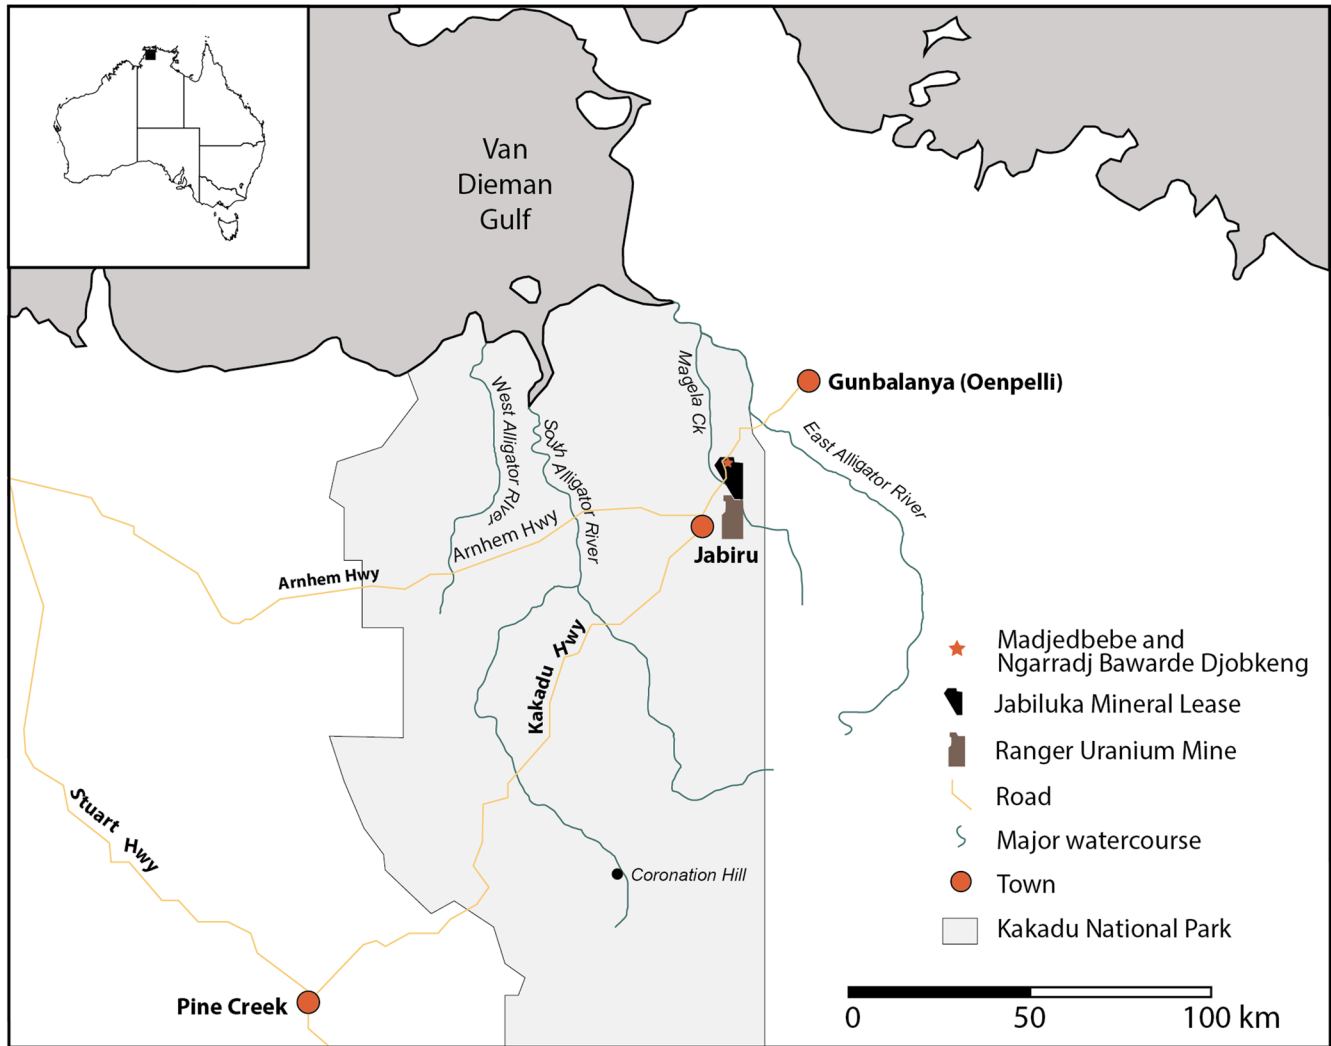 Van
Dieman
Gulf
Gunbalanya (Oenpelli)
Magela Ck
West Alligator River
South Alligator River
East Alligator River
Arnhem Hwy
Jabiru
Arnhem Hwy
Kakadu Hwy
Stuart Hwy
Coronation Hill
Pine Creek
Madjedbebe and
Ngarradj Bawarde Djobkeng
Jabiluka Mineral Lease
Ranger Uranium Mine
Road
Major watercourse
Town
Kakadu National Park
0 50 100 km